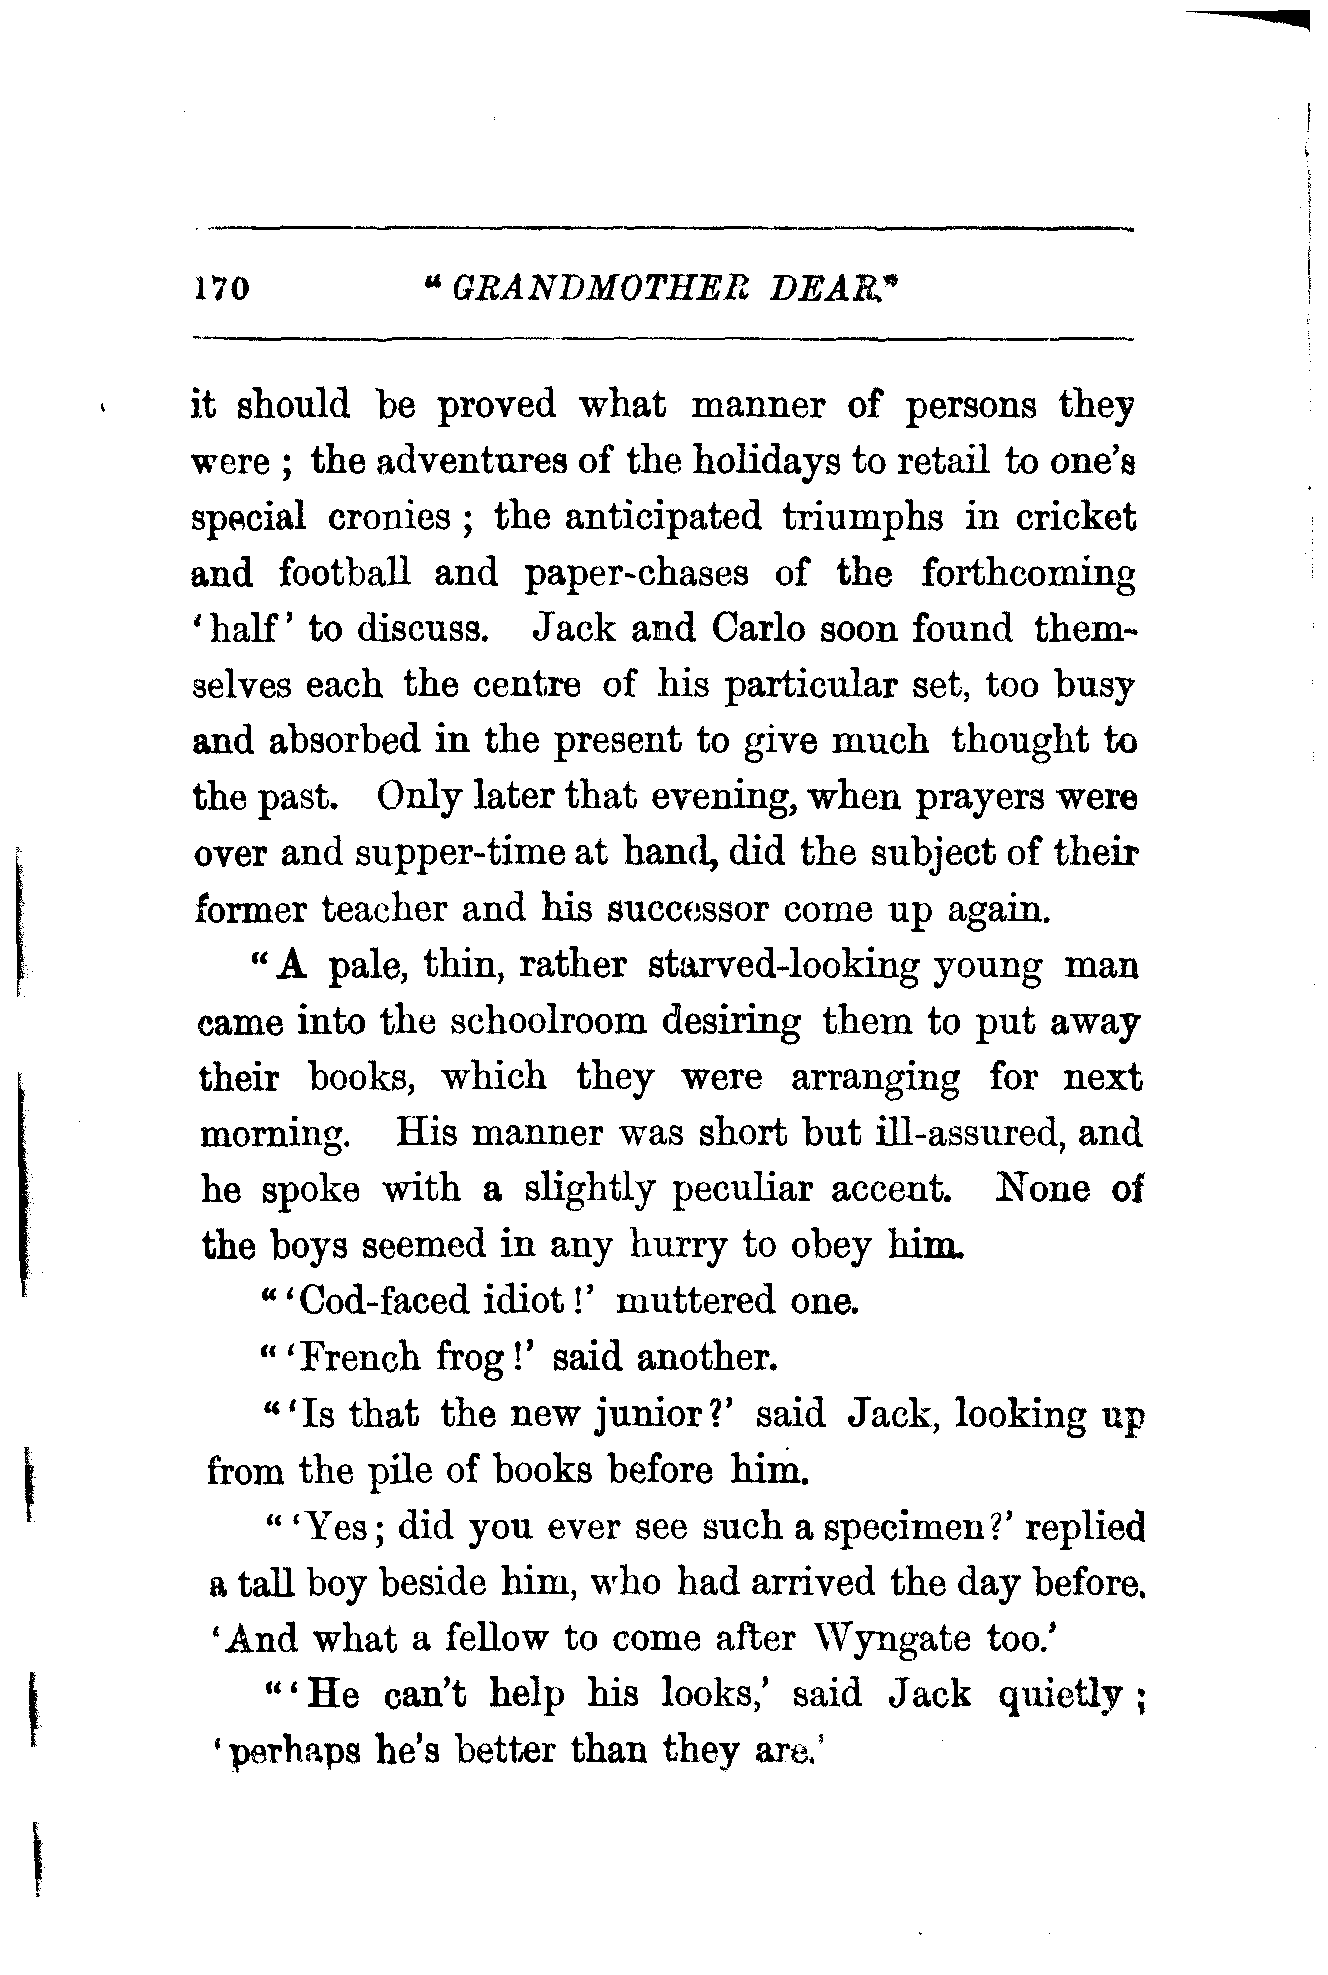 170 “ GRANDMOTHER DEAR.”
it should be proved what manner of persons they
were ; the adventures of the holidays to retail to one’s
special cronies ; the anticipated triumphs in cricket
and football and paper-chases of the forthcoming
‘ half ’ to discuss. Jack and Carlo soon found them-
selves each the centre of his particular set, too busy
and absorbed in the present to give much thought to
the past. Only later that evening, when prayers were
over and supper-time at hand, did the subject of their
former teacher and his successor come up again.
“ A pale, thin, rather starved-looking young man
came into the schoolroom desiring them to put away
their books, which they were arranging for next
morning. His manner was short but ill-assured, and
he spoke with a slightly peculiar accent. None of
the boys seemed in any hurry to obey him.
“ ‘Cod-faced idiot !’ muttered one.
“ ‘French frog !’ said another.
“ ‘Is that the new junior ?’ said Jack, looking up
from the pile of books before him.
“ ‘Yes ; did you ever see such a specimen ?’ replied
a tall boy beside him, who had arrived the day before.
‘And what a fellow to come after Wyngate too.’
“ ‘ He can’t help his looks,’ said Jack quietly ;
‘ perhaps he’s better than they are.’